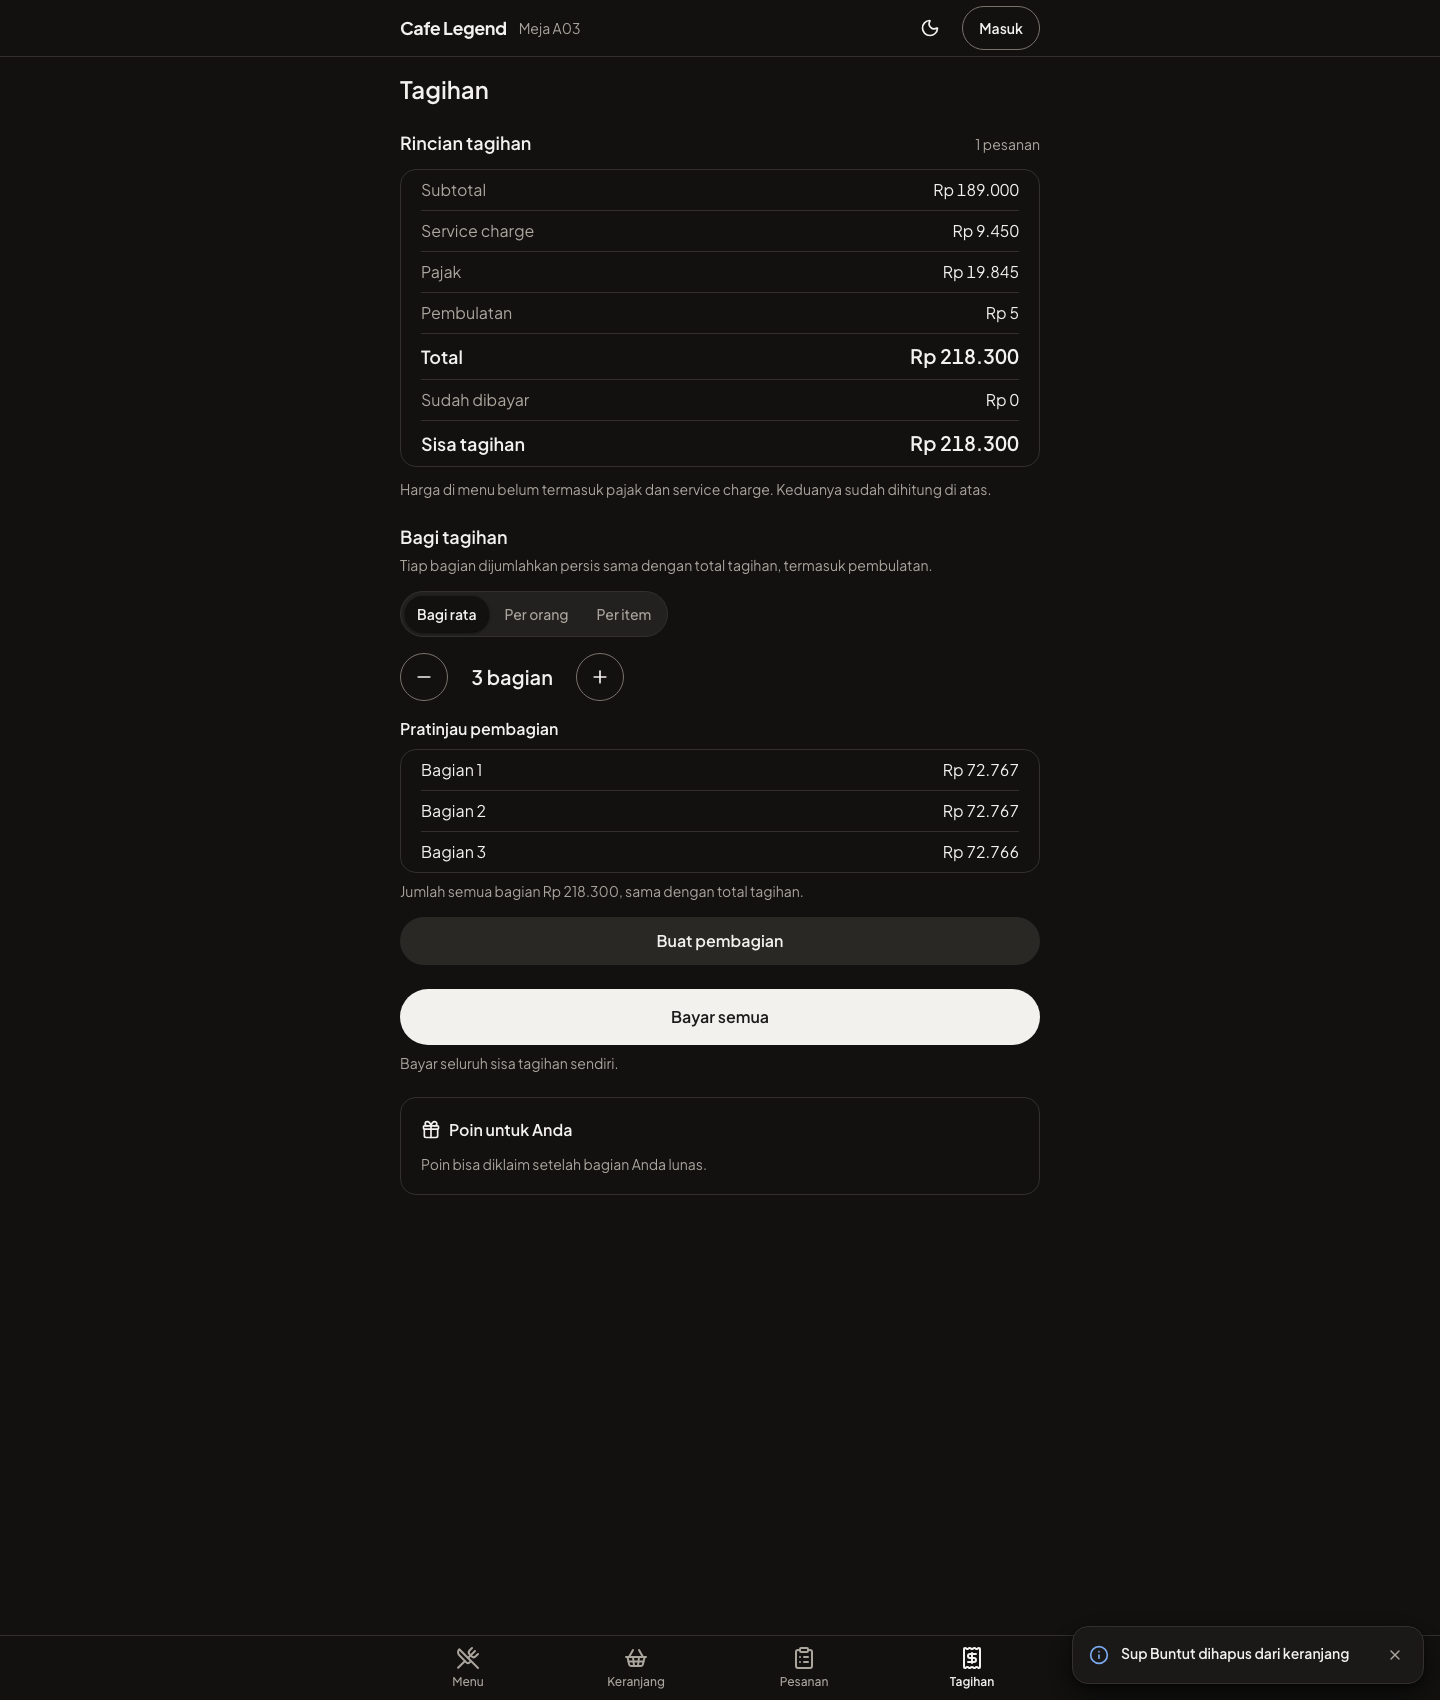 Cafe Legend Meja A03 Masuk
Tagihan
Rincian tagihan 1 pesanan
Subtotal Rp 189.000
Service charge Rp 9.450
Pajak Rp 19.845
Pembulatan Rp 5
Total Rp 218.300
Sudah dibayar Rp 0
Sisa tagihan Rp 218.300
Harga di menu belum termasuk pajak dan service charge. Keduanya sudah dihitung di atas.
Bagi tagihan
Tiap bagian dijumlahkan persis sama dengan total tagihan, termasuk pembulatan.
Bagi rata Per orang Per item
3 bagian
Pratinjau pembagian
Bagian 1 Rp 72.767
Bagian 2 Rp 72.767
Bagian 3 Rp 72.766
Jumlah semua bagian Rp 218.300, sama dengan total tagihan.
Buat pembagian
Bayar semua
Bayar seluruh sisa tagihan sendiri.
Poin untuk Anda
Poin bisa diklaim setelah bagian Anda lunas.
Menu Keranjang Pesanan Tagihan
Sup Buntut dihapus dari keranjang